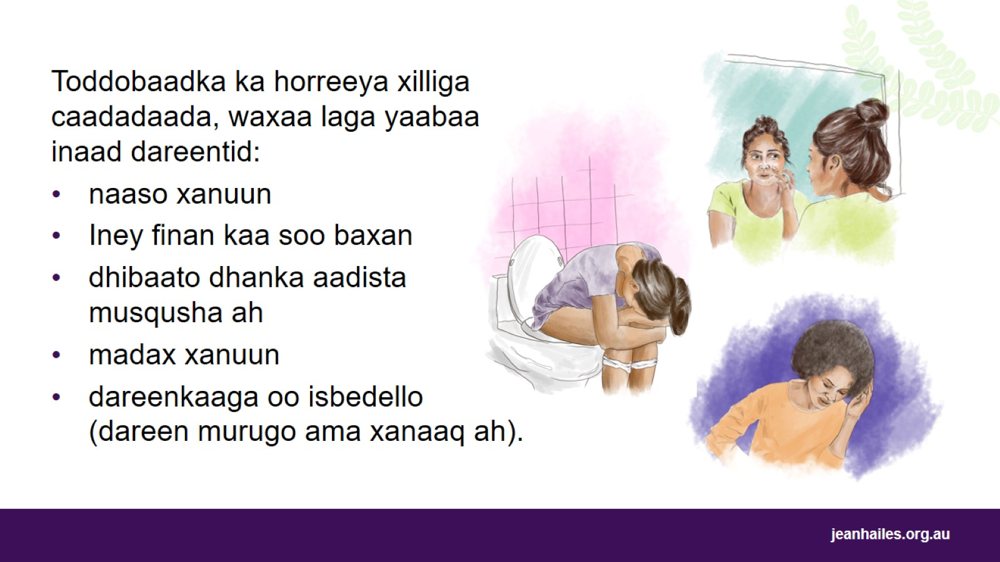 Toddobaadka ka horreeya xilliga
caadadaada, waxaa laga yaabaa
inaad dareentid:
• naaso xanuun
• Iney finan kaa soo baxan
• dhibaato dhanka aadista
musqusha ah
• madax xanuun
• dareenkaaga oo isbedello
(dareen murugo ama xanaaq ah).
jeanhailes.org.au